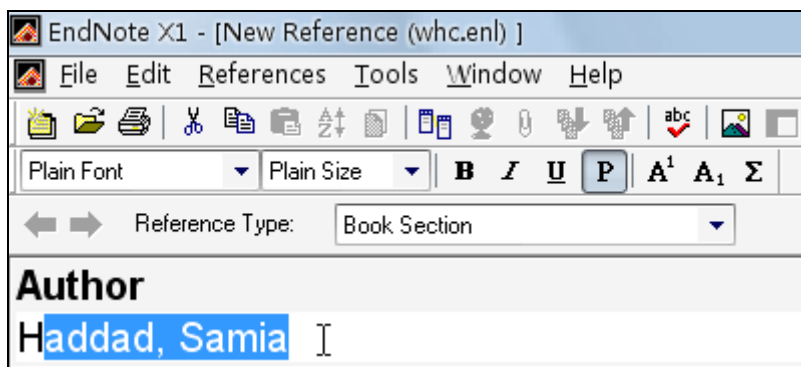 EndNote X1 - [New Reference (whc.enl) ]
File Edit References Tools Window Help
abc
Plain Font Plain Size B I U P A¹ A₁ Σ
Reference Type: Book Section
Author
Haddad, Samia